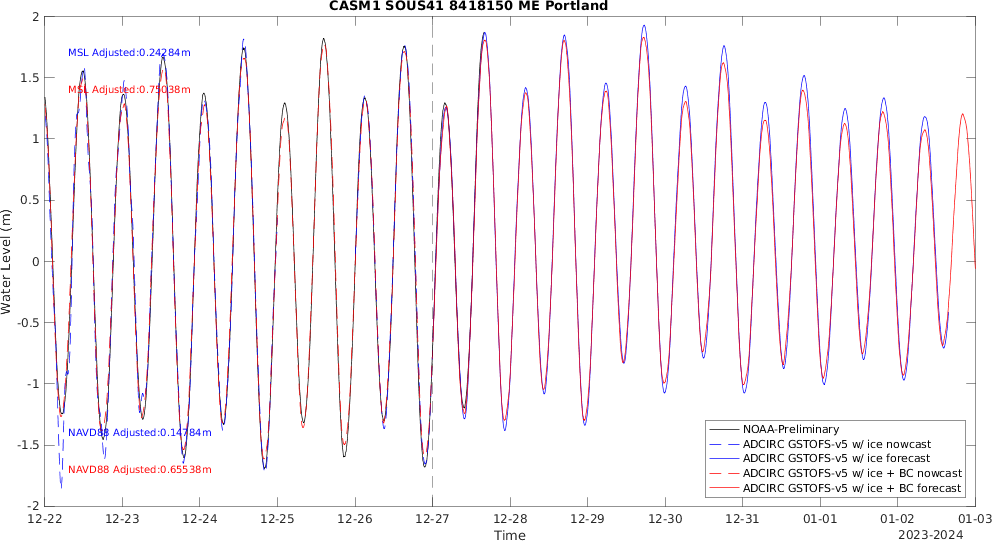 CASM1 SOUS41 8418150 ME Portland
2
1.5
1
0.5
0
-0.5
-1
-1.5
-2
Water Level (m)
MSL Adjusted:0.24284m
MSL Adjusted:0.75038m
NAVD88 Adjusted:0.14784m
NAVD88 Adjusted:0.65538m
NOAA-Preliminary
ADCIRC GSTOFS-v5 w/ ice nowcast
ADCIRC GSTOFS-v5 w/ ice forecast
ADCIRC GSTOFS-v5 w/ ice + BC nowcast
ADCIRC GSTOFS-v5 w/ ice + BC forecast
12-22 12-23 12-24 12-25 12-26 12-27 12-28 12-29 12-30 12-31 01-01 01-02 01-03
Time
2023-2024